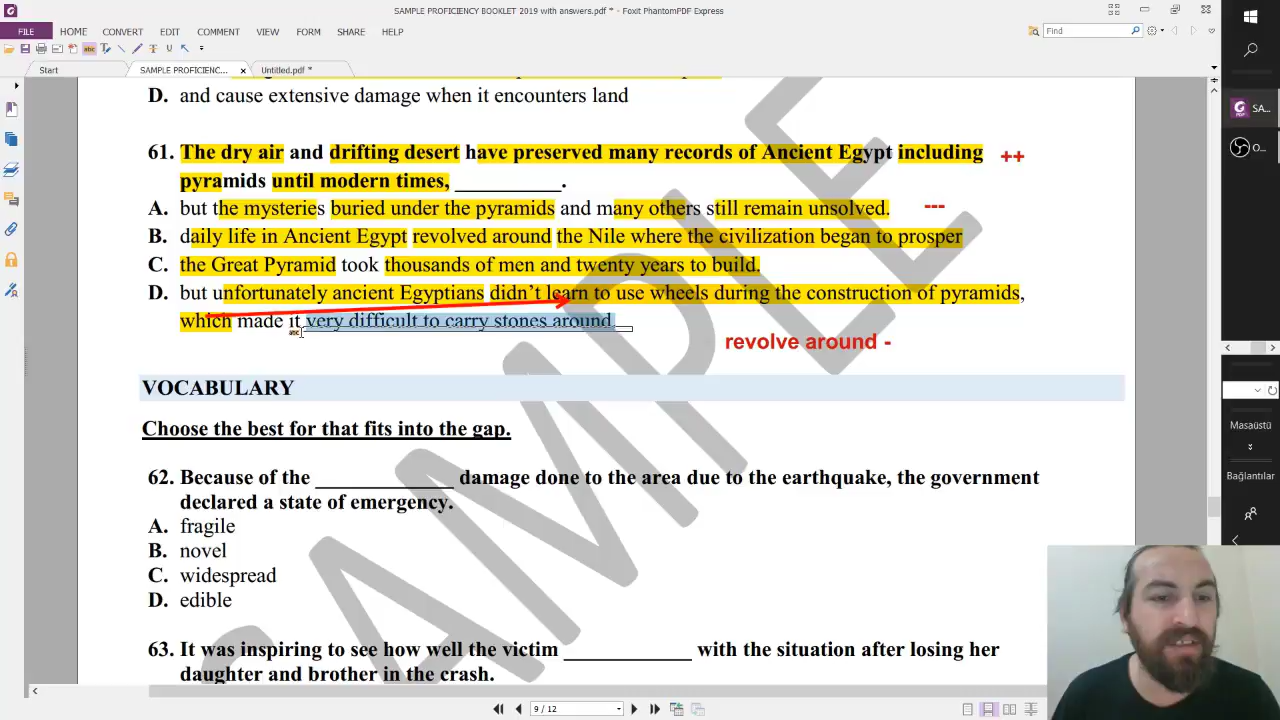 SAMPLE PROFICIENCY BOOKLET 2019 with answers.pdf * - Foxit PhantomPDF Express
FILE HOME CONVERT EDIT COMMENT VIEW FORM SHARE HELP
Find
Start SAMPLE PROFICIENC... Untitled.pdf *
D. and cause extensive damage when it encounters land
61. The dry air and drifting desert have preserved many records of Ancient Egypt including ++
pyramids until modern times, __________.
A. but the mysteries buried under the pyramids and many others still remain unsolved. ---
B. daily life in Ancient Egypt revolved around the Nile where the civilization began to prosper
C. the Great Pyramid took thousands of men and twenty years to build.
D. but unfortunately ancient Egyptians didn't learn to use wheels during the construction of pyramids,
which made it very difficult to carry stones around
revolve around -
VOCABULARY
Choose the best for that fits into the gap.
62. Because of the _____________ damage done to the area due to the earthquake, the government
declared a state of emergency.
A. fragile
B. novel
C. widespread
D. edible
63. It was inspiring to see how well the victim ____________ with the situation after losing her
daughter and brother in the crash.
SAMPLE
9 / 12
SA...
O...
Masaüstü
Bağlantılar